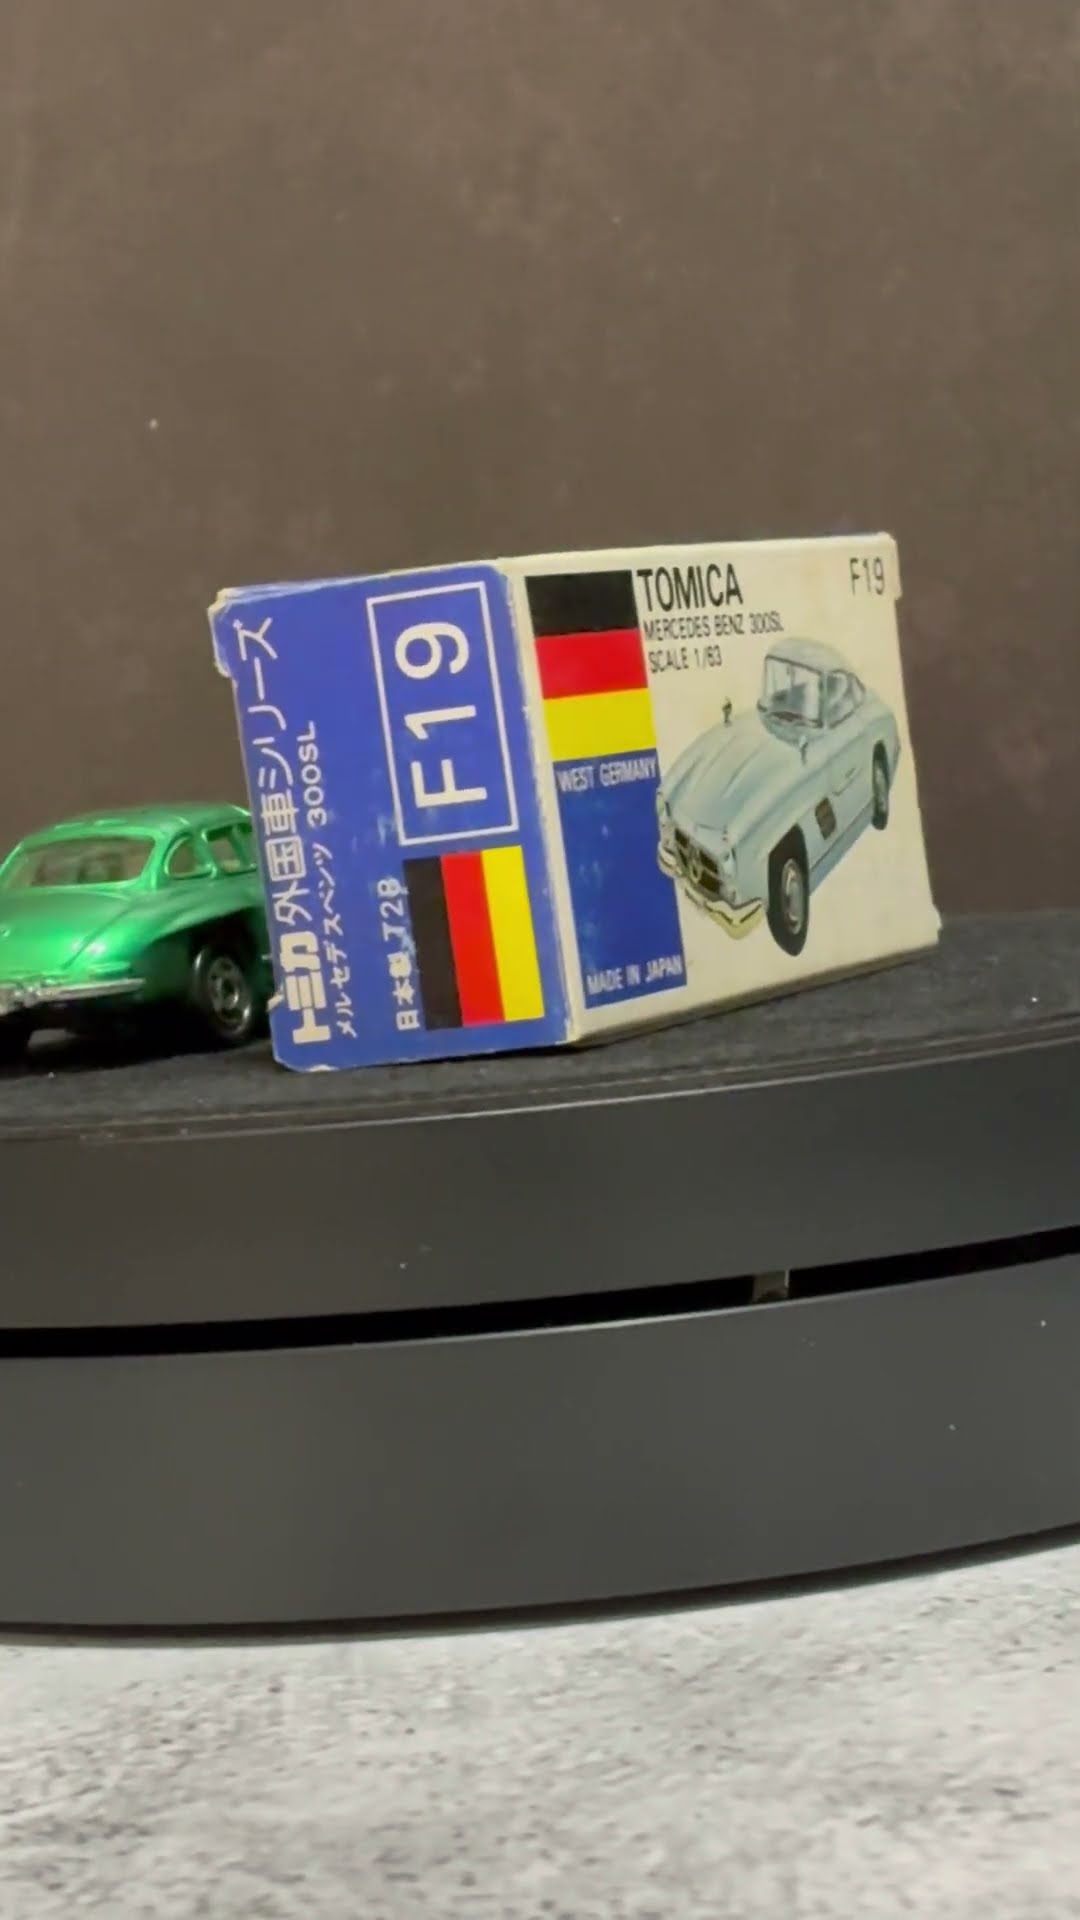 F19
トミカ外国車シリーズ
メルセデスベンツ 300SL
日本製 T28
TOMICA
F19
MERCEDES BENZ 300SL
SCALE 1/63
WEST GERMANY
MADE IN JAPAN